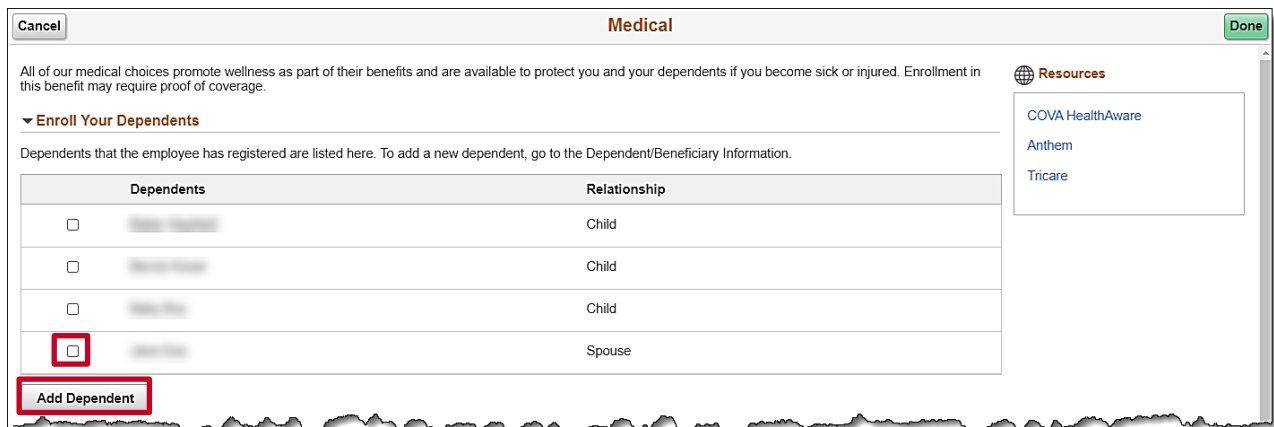 Cancel
Medical
Done
All of our medical choices promote wellness as part of their benefits and are available to protect you and your dependents if you become sick or injured. Enrollment in
this benefit may require proof of coverage.
Resources
COVA HealthAware
Anthem
Tricare
Enroll Your Dependents
Dependents that the employee has registered are listed here. To add a new dependent, go to the Dependent/Beneficiary Information.
Dependents Relationship
Child
Child
Child
Spouse
Add Dependent